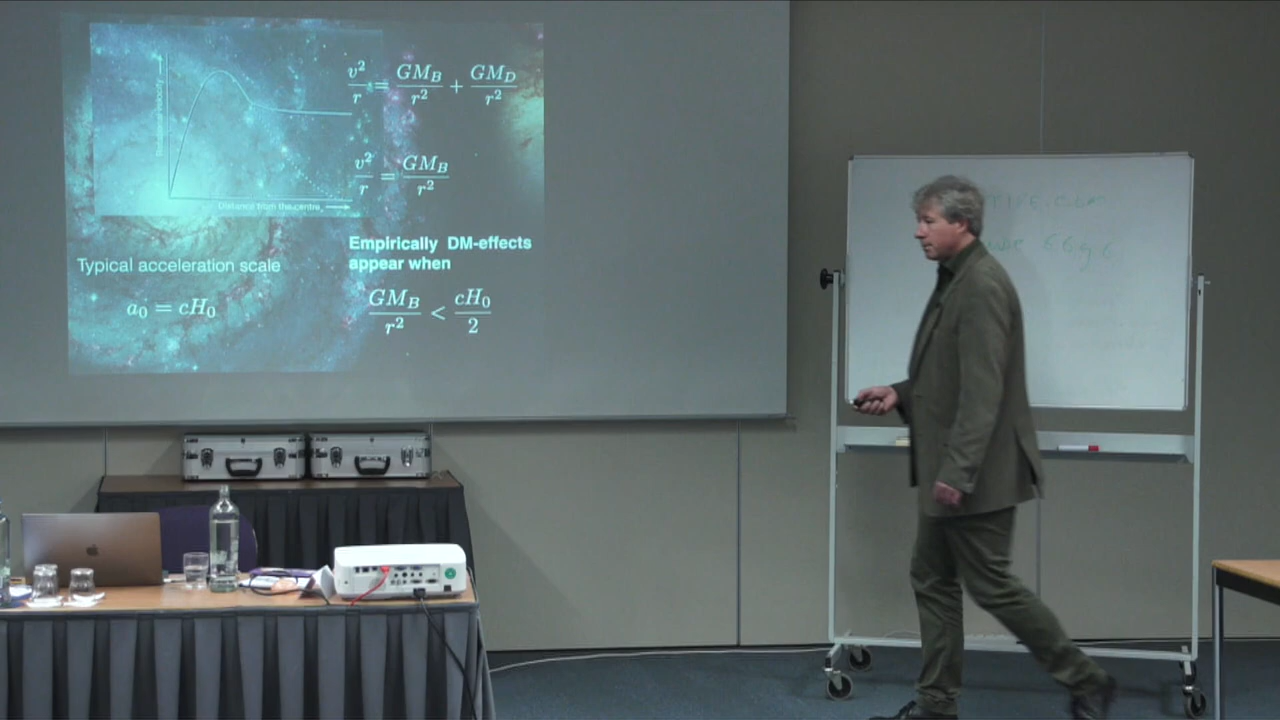 v²/r = GM_B/r² + GM_D/r²
v²/r = GM_B/r²
Distance from the centre
Empirically DM-effects
appear when
Typical acceleration scale
a₀ = cH₀
GM_B/r² < cH₀/2